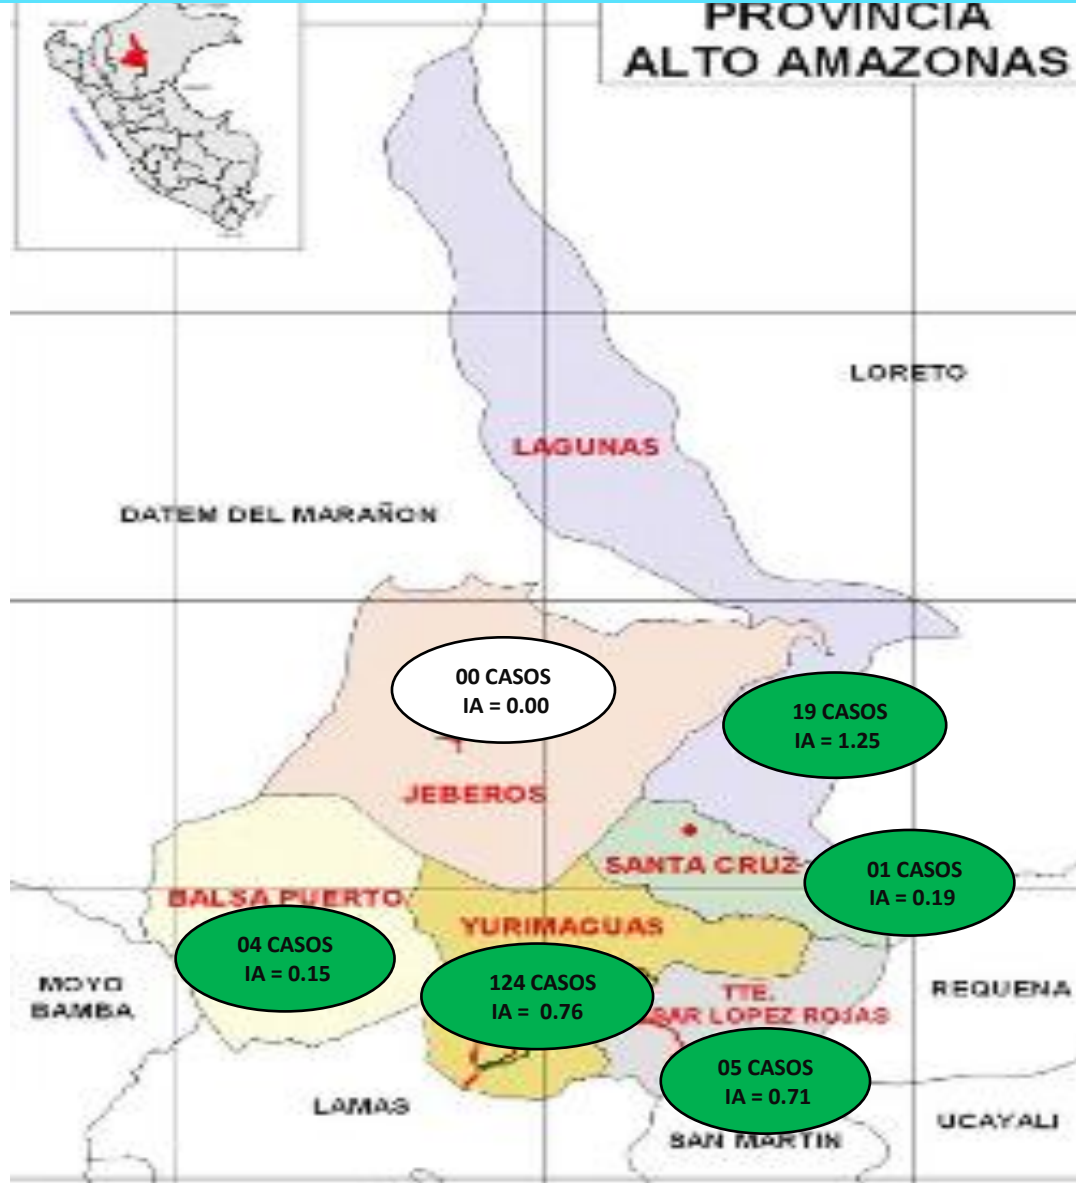 PROVINCIA
ALTO AMAZONAS
LORETO
LAGUNAS
DATEM DEL MARAÑON
00 CASOS
IA = 0.00
19 CASOS
IA = 1.25
JEBEROS
SANTA CRUZ
01 CASOS
IA = 0.19
BALSA PUERTO
YURIMAGUAS
04 CASOS
IA = 0.15
124 CASOS
IA = 0.76
MOYO
BAMBA
TTE.
SAR LOPEZ ROJAS
REQUENA
05 CASOS
IA = 0.71
LAMAS
SAN MARTIN
UCAYALI